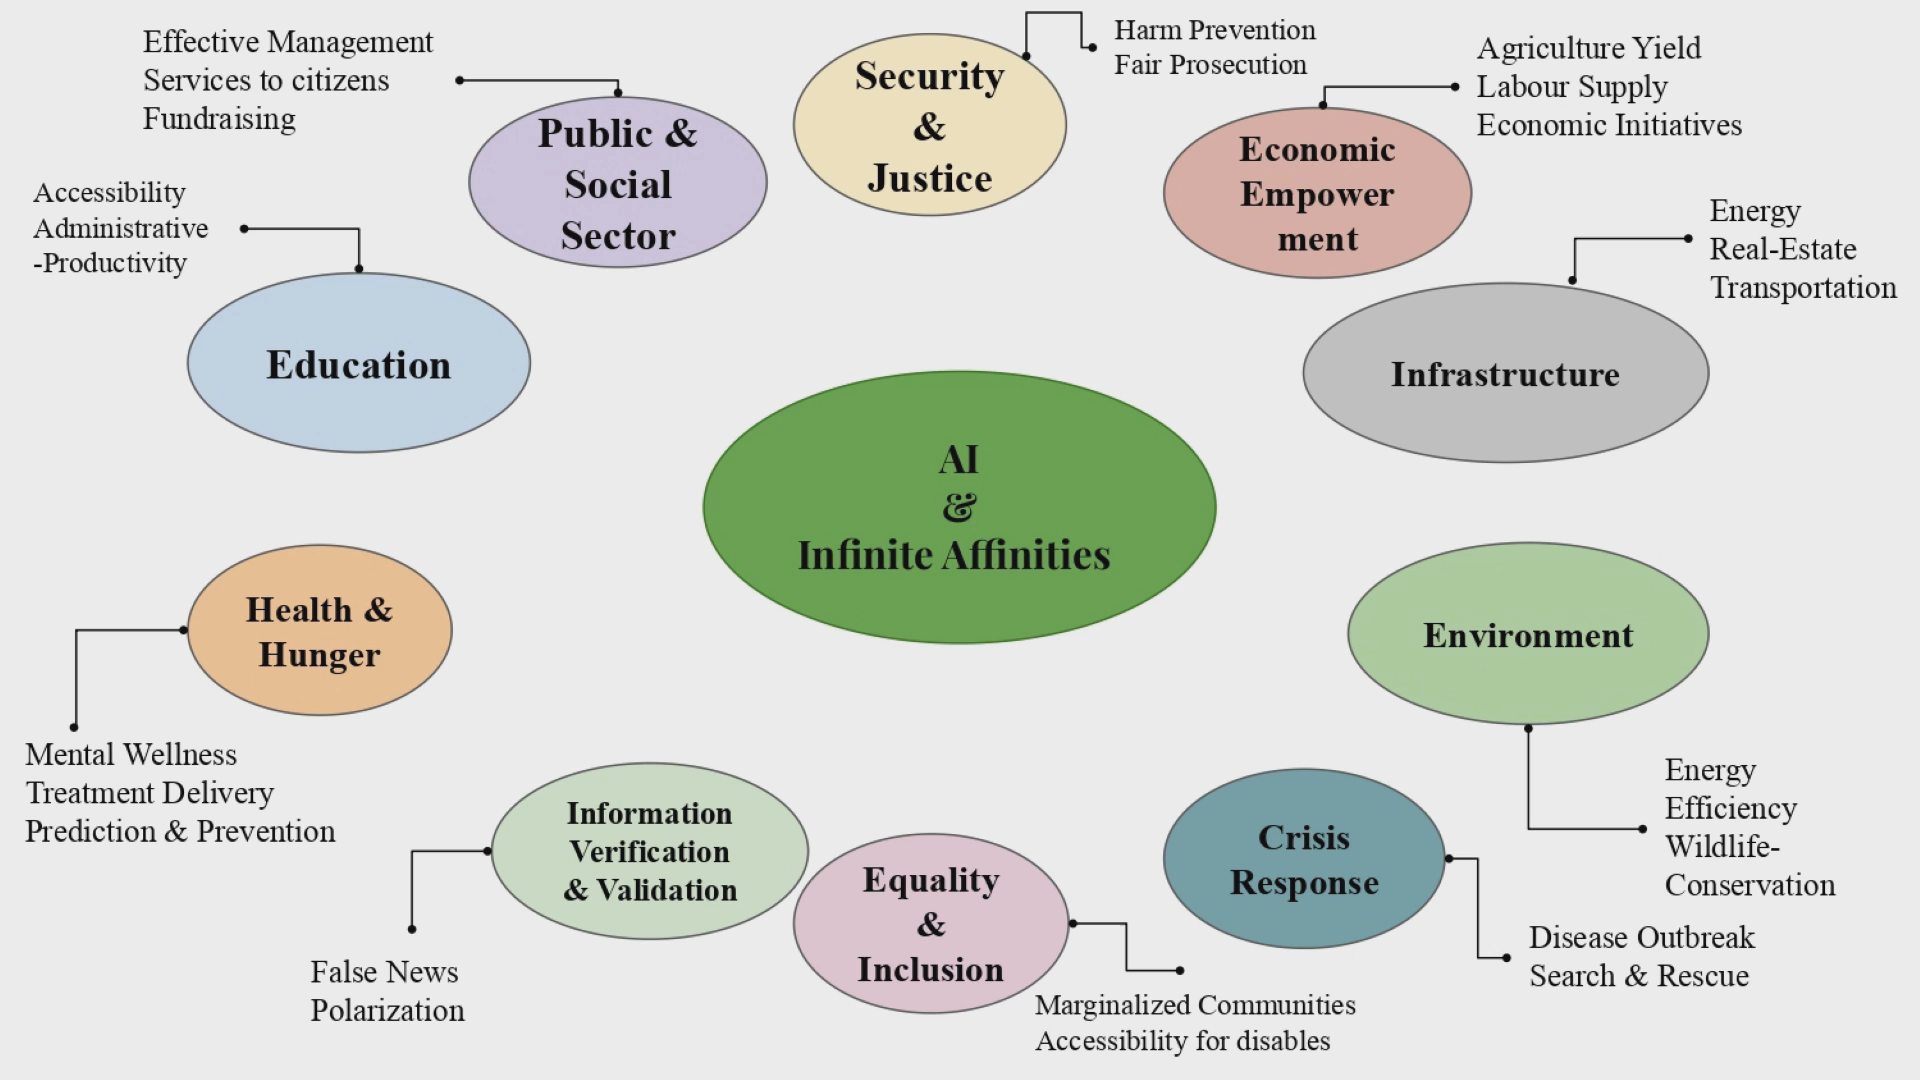 Effective Management
Services to citizens
Fundraising
Public &
Social
Sector
Security
&
Justice
Harm Prevention
Fair Prosecution
Agriculture Yield
Labour Supply
Economic Initiatives
Economic
Empower
ment
Accessibility
Administrative
-Productivity
Education
Energy
Real-Estate
Transportation
Infrastructure
AI
&
Infinite Affinities
Health &
Hunger
Mental Wellness
Treatment Delivery
Prediction & Prevention
Environment
Energy
Efficiency
Wildlife-
Conservation
Information
Verification
& Validation
False News
Polarization
Equality
&
Inclusion
Marginalized Communities
Accessibility for disables
Crisis
Response
Disease Outbreak
Search & Rescue